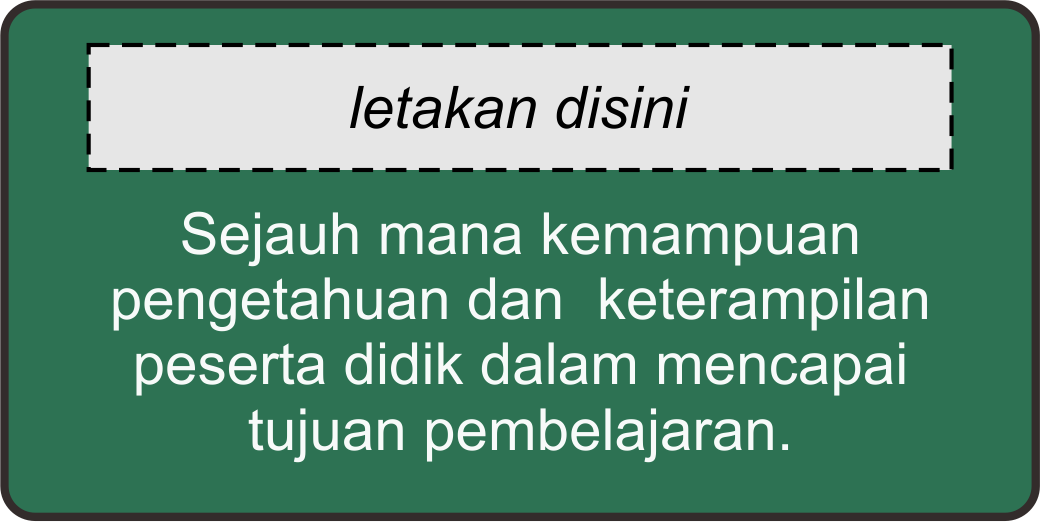 letakan disini
Sejauh mana kemampuan
pengetahuan dan  keterampilan
peserta didik dalam mencapai
tujuan pembelajaran.